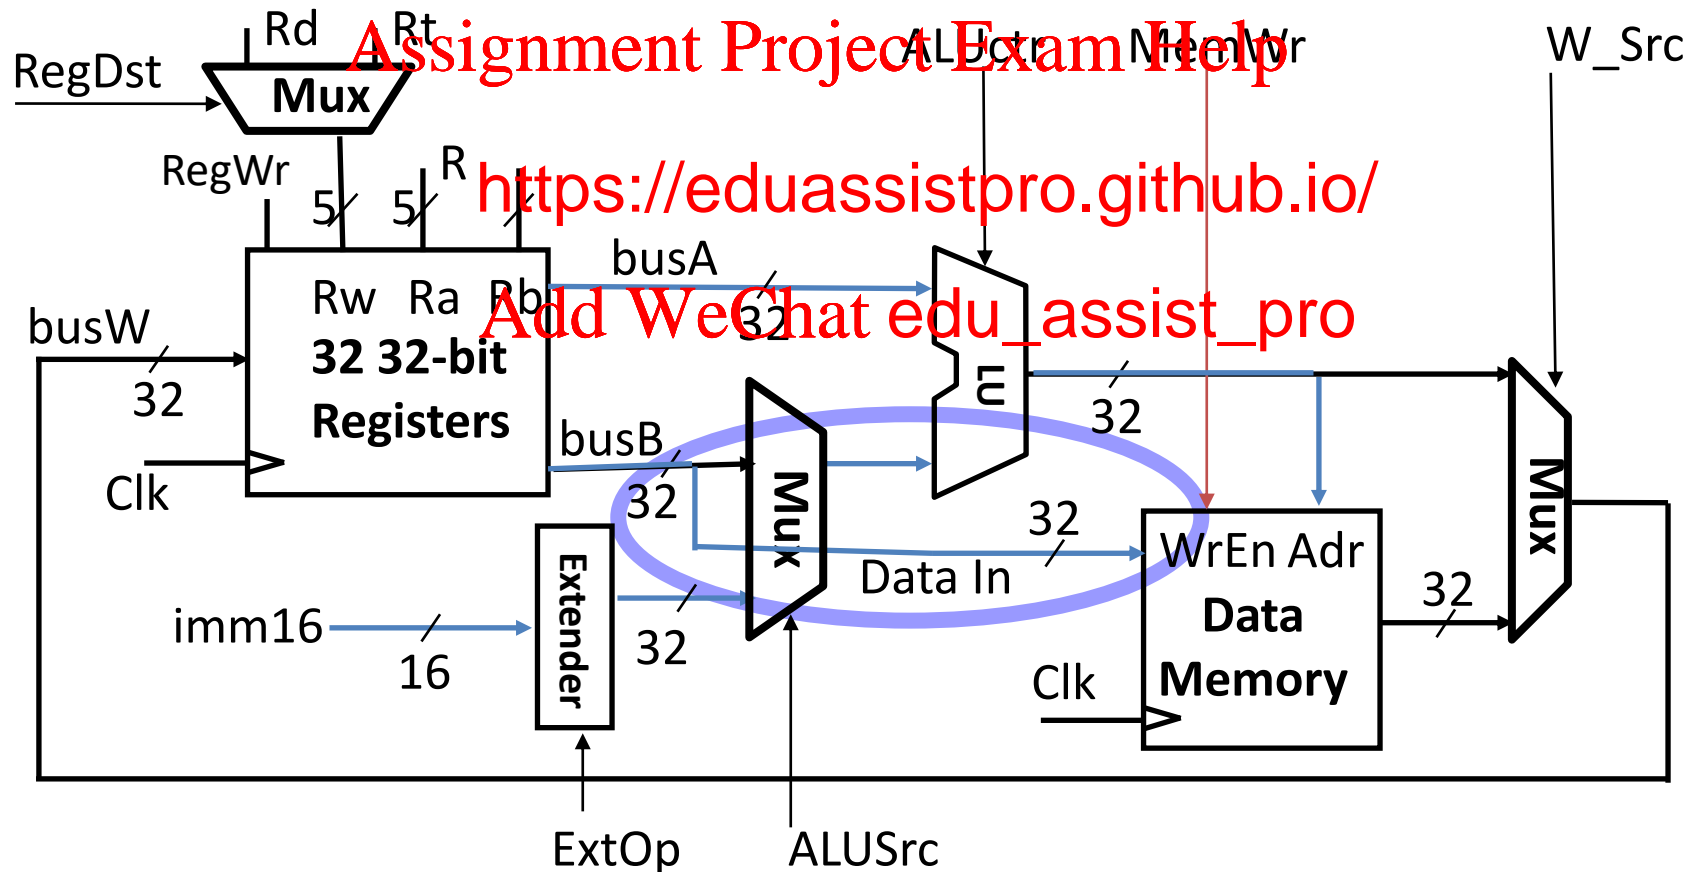 Rd Rt
Assignment Project Exam Help
ALUctr MemWr
W_Src
RegDst
Mux
RegWr
R
5 5
https://eduassistpro.github.io/
busA
32
Rw Ra Rb
Add WeChat edu_assist_pro
busW
32
32 32-bit
Registers
Clk
busB
32
Mux
LU
32
Mux
32
Data In
WrEn Adr
Data
Memory
32
Clk
imm16
16
Extender
32
ExtOp
ALUSrc